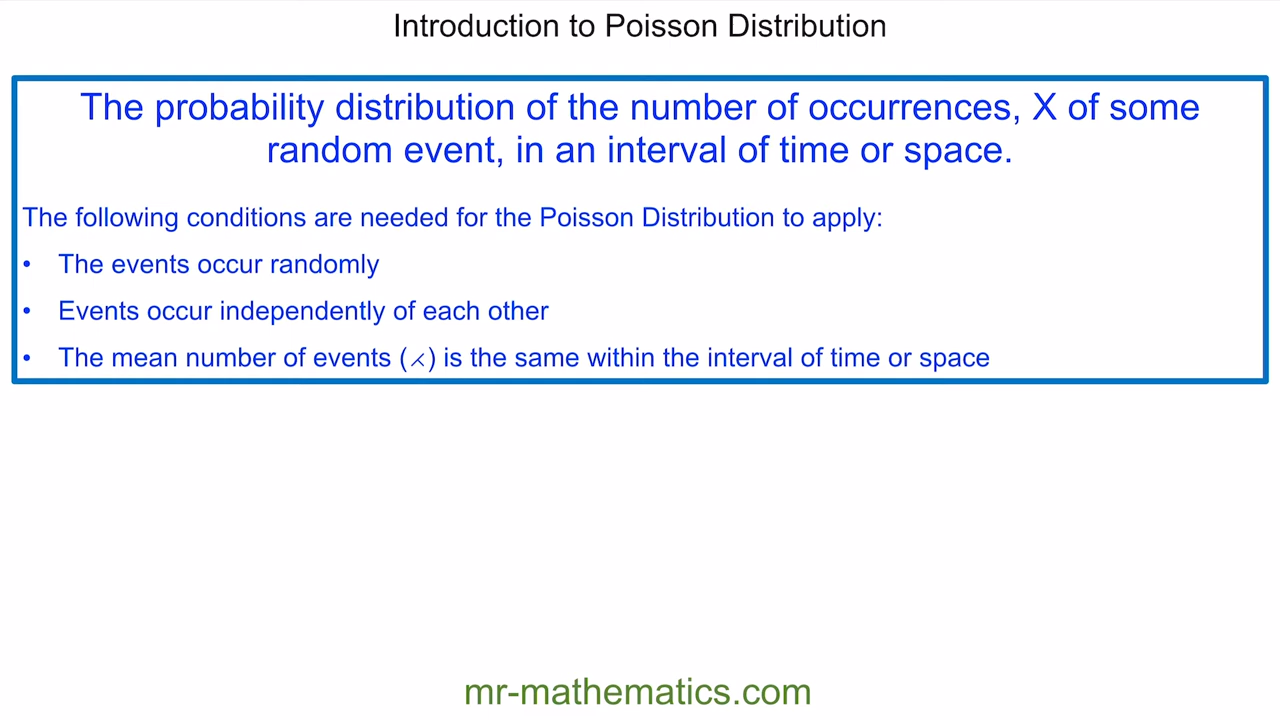 Introduction to Poisson Distribution
The probability distribution of the number of occurrences, X of some
random event, in an interval of time or space.
The following conditions are needed for the Poisson Distribution to apply:
• The events occur randomly
• Events occur independently of each other
• The mean number of events (⁁) is the same within the interval of time or space
mr-mathematics.com